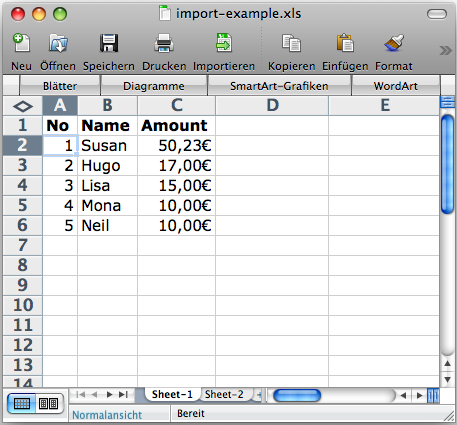 import-example.xls
Neu Öffnen Speichern Drucken Importieren Kopieren Einfügen Format
Blätter Diagramme SmartArt-Grafiken WordArt
A B C D E
1 No Name Amount
2 1 Susan 50,23€
3 2 Hugo 17,00€
4 3 Lisa 15,00€
5 4 Mona 10,00€
6 5 Neil 10,00€
7
8
9
10
11
12
13
14
Sheet-1 Sheet-2
Normalansicht Bereit